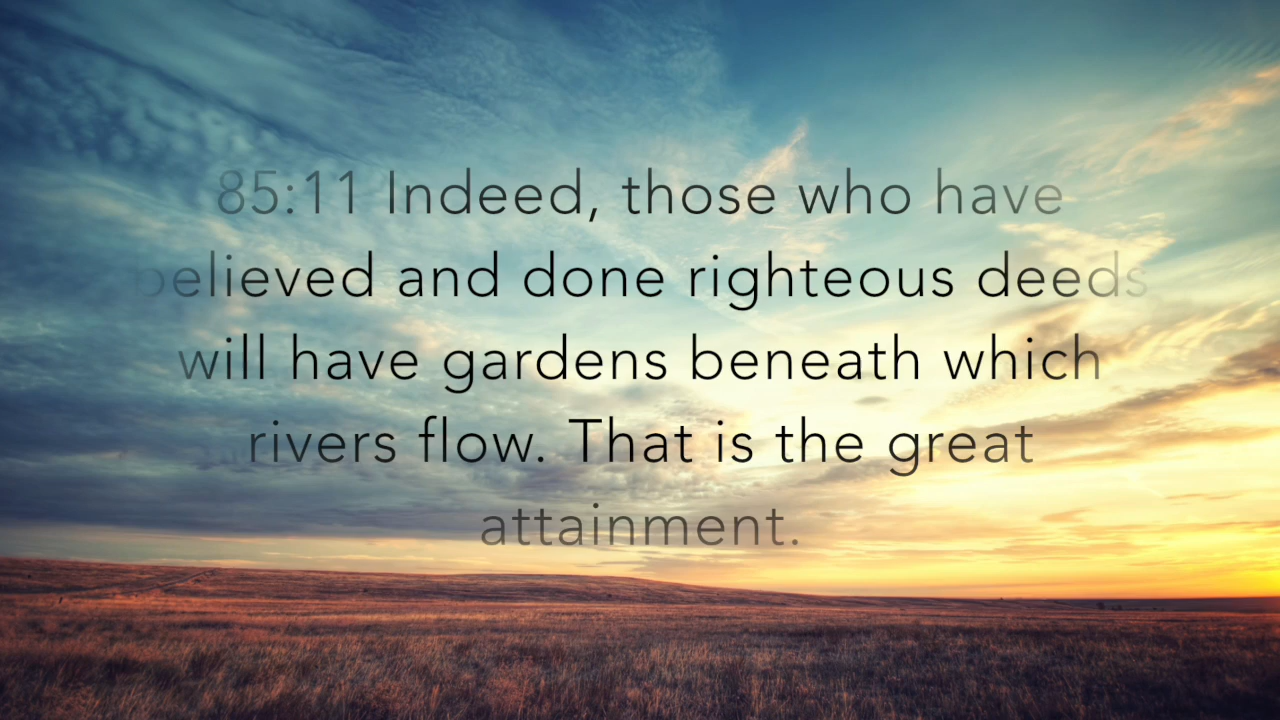 85:11 Indeed, those who have
believed and done righteous deeds
will have gardens beneath which
rivers flow. That is the great
attainment.